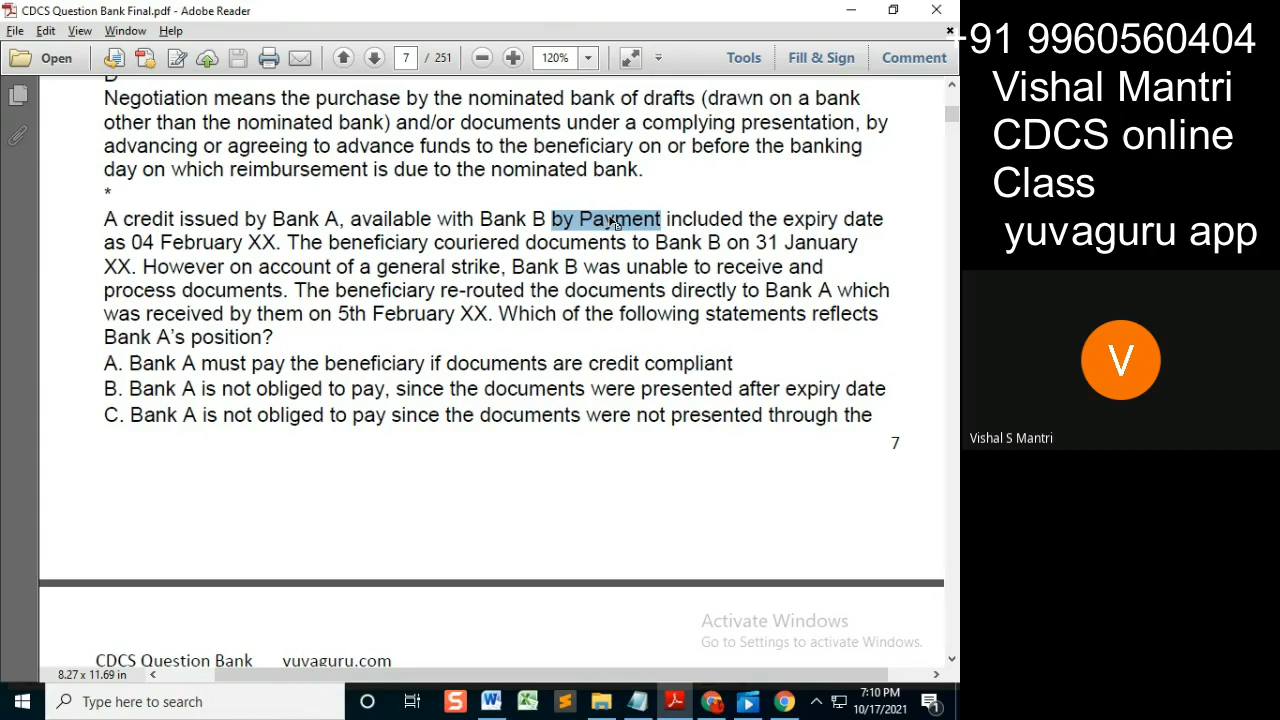 CDCS Question Bank Final.pdf - Adobe Reader
File Edit View Window Help
Open 7 / 251 120% Tools Fill & Sign Comment
Negotiation means the purchase by the nominated bank of drafts (drawn on a bank
other than the nominated bank) and/or documents under a complying presentation, by
advancing or agreeing to advance funds to the beneficiary on or before the banking
day on which reimbursement is due to the nominated bank.
*
A credit issued by Bank A, available with Bank B by Payment included the expiry date
as 04 February XX. The beneficiary couriered documents to Bank B on 31 January
XX. However on account of a general strike, Bank B was unable to receive and
process documents. The beneficiary re-routed the documents directly to Bank A which
was received by them on 5th February XX. Which of the following statements reflects
Bank A's position?
A. Bank A must pay the beneficiary if documents are credit compliant
B. Bank A is not obliged to pay, since the documents were presented after expiry date
C. Bank A is not obliged to pay since the documents were not presented through the
7
Activate Windows
Go to Settings to activate Windows.
CDCS Question Bank yuvaguru.com
8.27 x 11.69 in
Type here to search
7:10 PM
10/17/2021
1
+91 9960560404
Vishal Mantri
CDCS online
Class
yuvaguru app
V
Vishal S Mantri